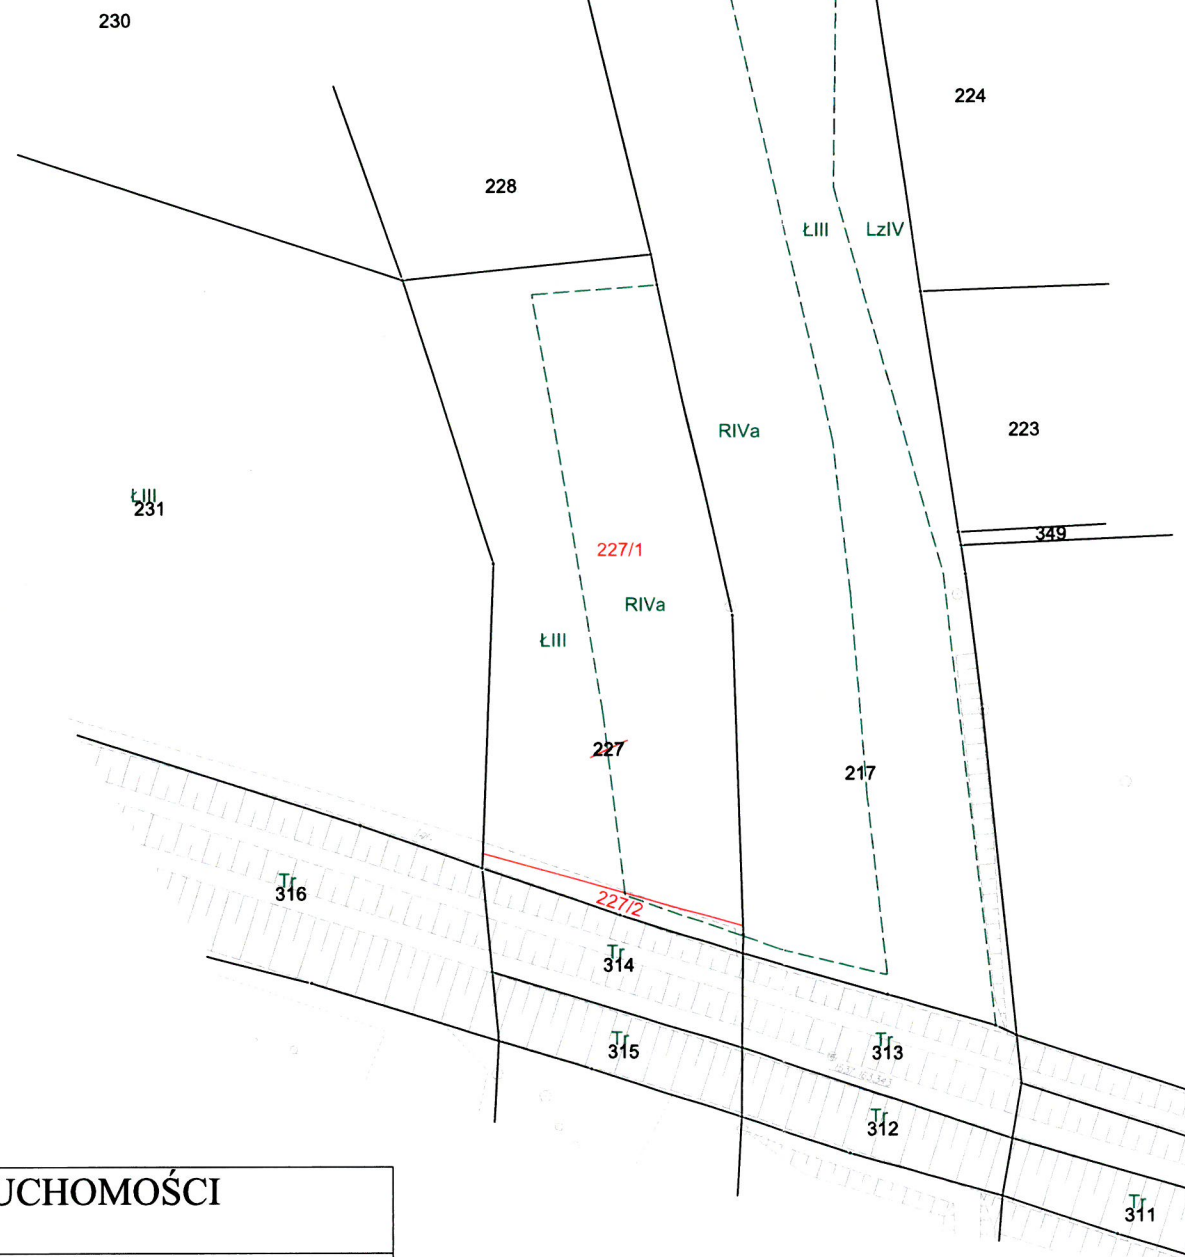 230
224
228
ŁIII
LzIV
RIVa
223
ŁIII
231
349
227/1
RIVa
ŁIII
227
217
Tr
316
227/2
Tr
314
Tr
315
Tr
313
Tr
312
Tr
311
UCHOMOŚCI